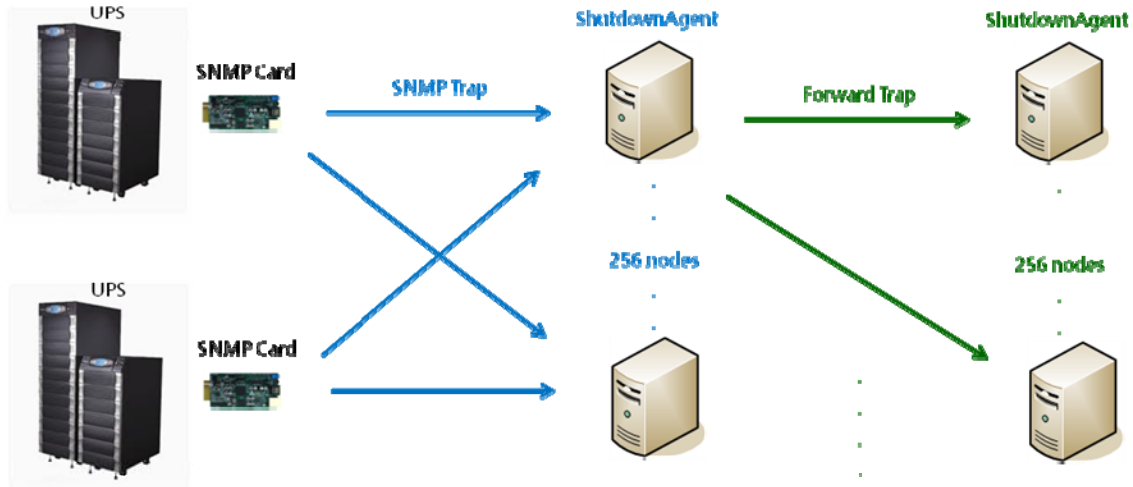 UPS
ShutdownAgent
ShutdownAgent
SNMP Card
SNMP Trap
Forward Trap
256 nodes
256 nodes
UPS
SNMP Card